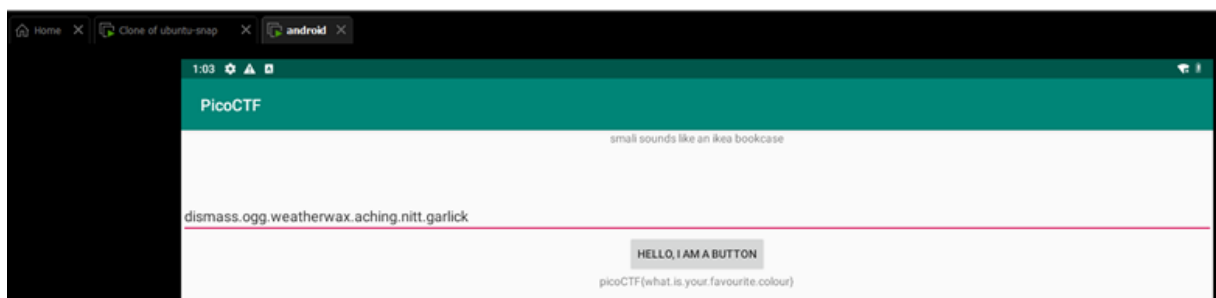 Home
Clone of ubuntu-snap
android
1:03
PicoCTF
smali sounds like an ikea bookcase
dismass.ogg.weatherwax.aching.nitt.garlick
HELLO, I AM A BUTTON
picoCTF{what.is.your.favourite.colour}